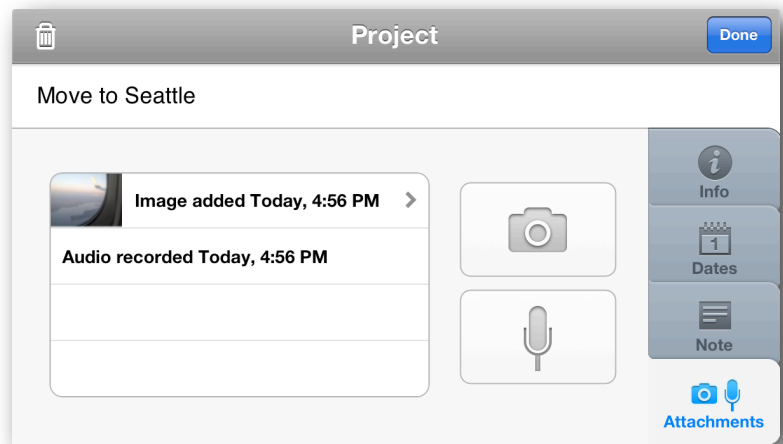 Project
Done
Move to Seattle
Image added Today, 4:56 PM
Audio recorded Today, 4:56 PM
Info
1
Dates
Note
Attachments